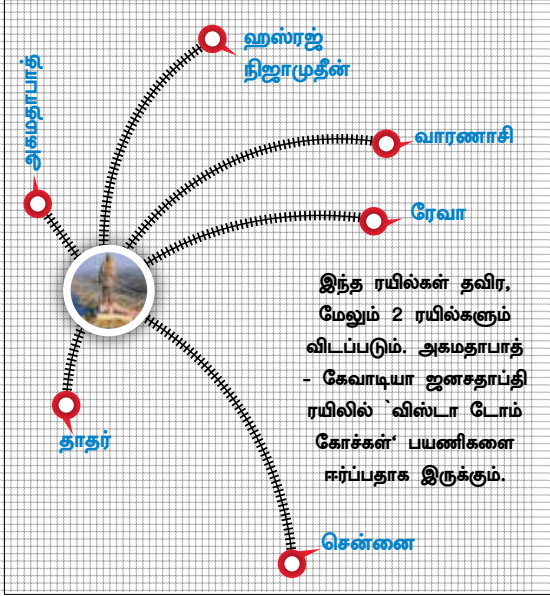 ஹஸ்ரஜ்
நிஜாமுதீன்
அகமதாபாத்
வாரணாசி
ரேவா
இந்த ரயில்கள் தவிர,
மேலும் 2 ரயில்களும்
விடப்படும். அகமதாபாத்
- கேவாடியா ஜனசதாப்தி
ரயிலில் `விஸ்டா டோம்
கோச்கள்‘ பயணிகளை
ஈர்ப்பதாக இருக்கும்.
தாதர்
சென்னை